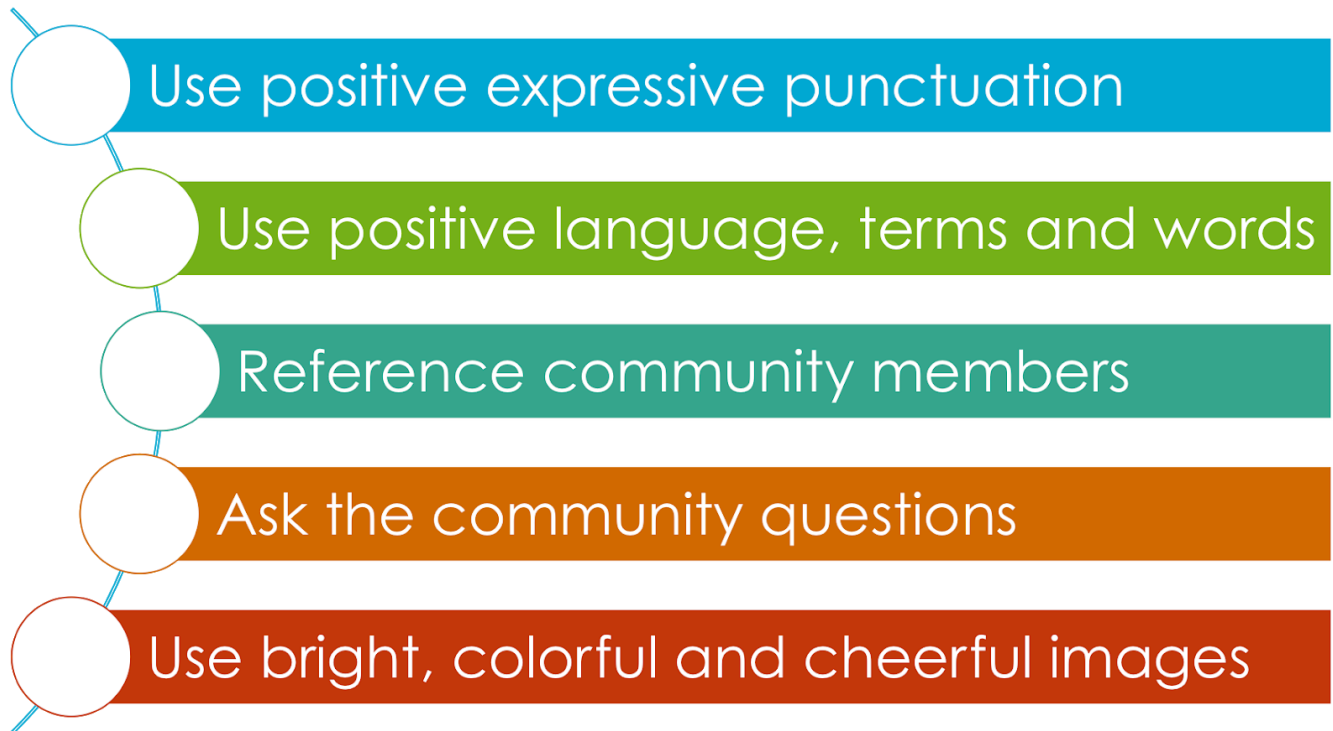 Use positive expressive punctuation
Use positive language, terms and words
Reference community members
Ask the community questions
Use bright, colorful and cheerful images